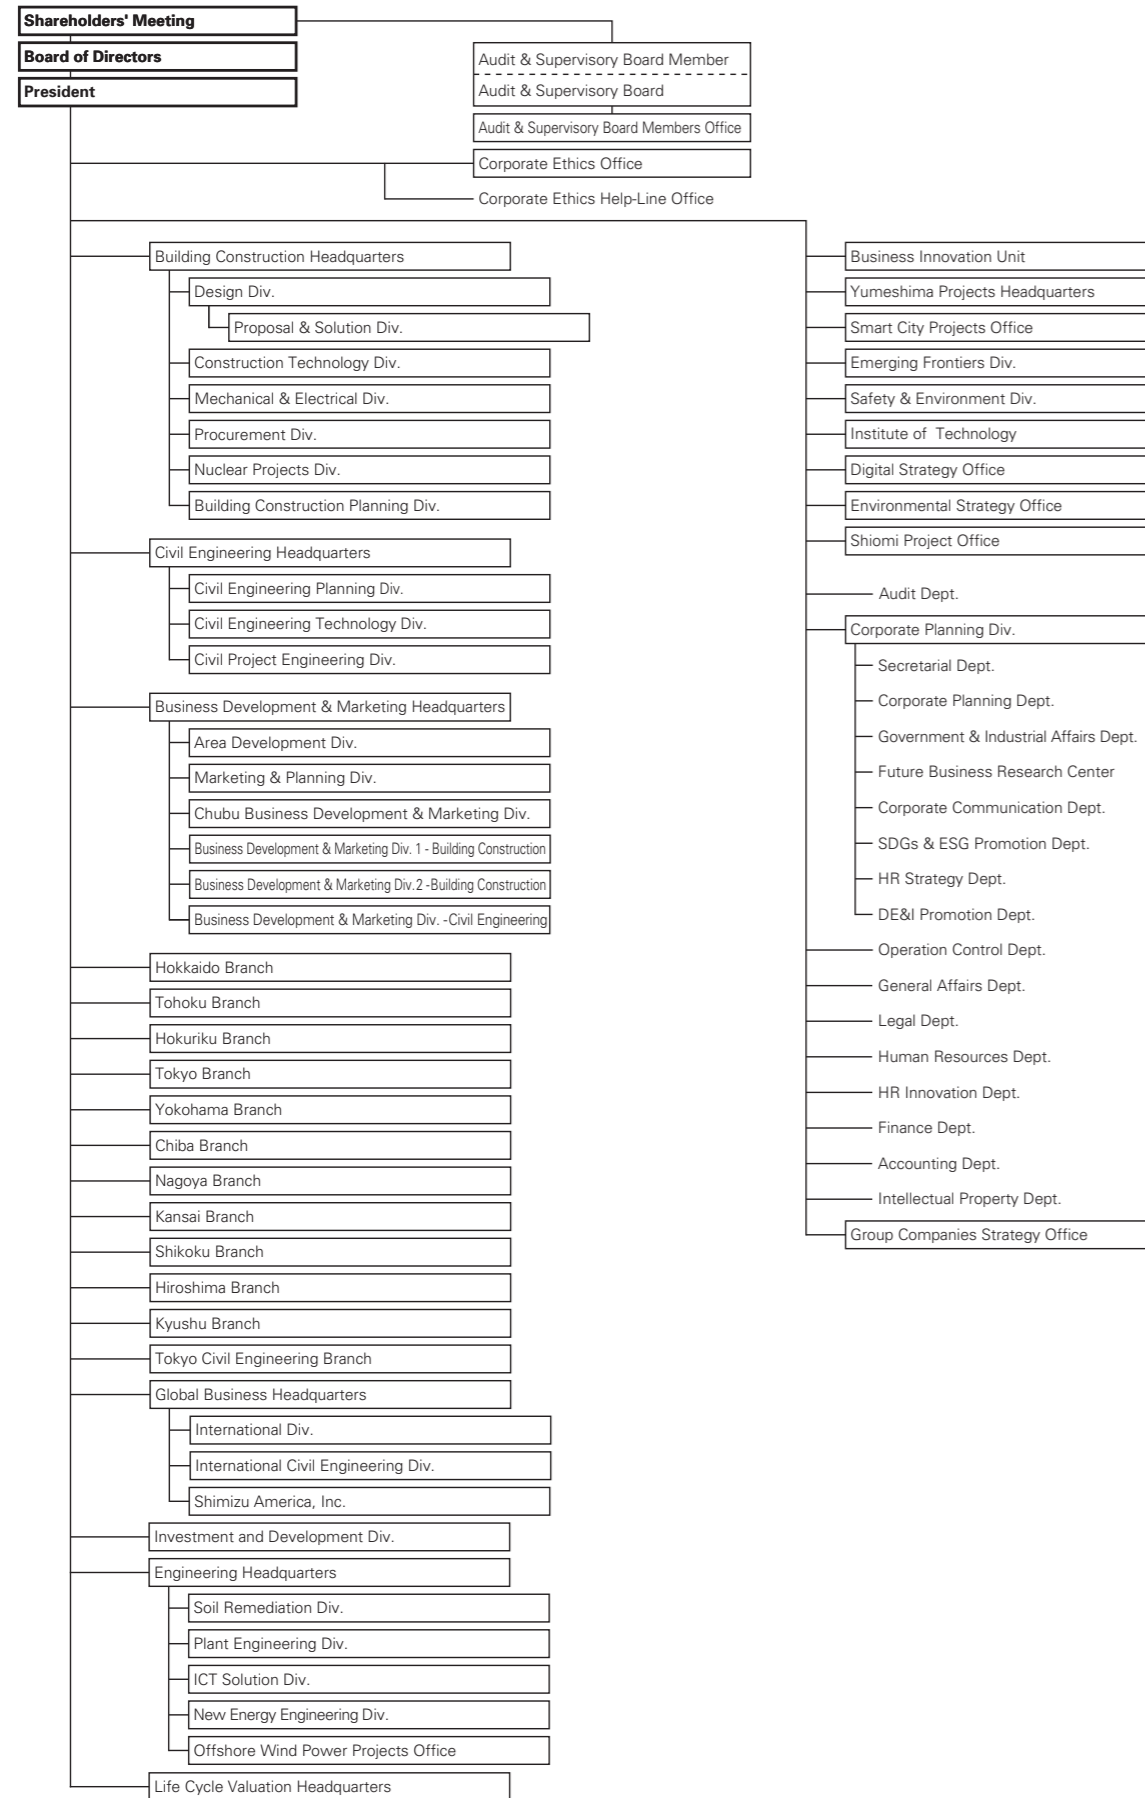 Shareholders' Meeting
Board of Directors
President
Audit & Supervisory Board Member
Audit & Supervisory Board
Audit & Supervisory Board Members Office
Corporate Ethics Office
Corporate Ethics Help-Line Office
Building Construction Headquarters
Design Div.
Proposal & Solution Div.
Construction Technology Div.
Mechanical & Electrical Div.
Procurement Div.
Nuclear Projects Div.
Building Construction Planning Div.
Civil Engineering Headquarters
Civil Engineering Planning Div.
Civil Engineering Technology Div.
Civil Project Engineering Div.
Business Development & Marketing Headquarters
Area Development Div.
Marketing & Planning Div.
Chubu Business Development & Marketing Div.
Business Development & Marketing Div. 1 - Building Construction
Business Development & Marketing Div.2 -Building Construction
Business Development & Marketing Div. -Civil Engineering
Hokkaido Branch
Tohoku Branch
Hokuriku Branch
Tokyo Branch
Yokohama Branch
Chiba Branch
Nagoya Branch
Kansai Branch
Shikoku Branch
Hiroshima Branch
Kyushu Branch
Tokyo Civil Engineering Branch
Global Business Headquarters
International Div.
International Civil Engineering Div.
Shimizu America, Inc.
Investment and Development Div.
Engineering Headquarters
Soil Remediation Div.
Plant Engineering Div.
ICT Solution Div.
New Energy Engineering Div.
Offshore Wind Power Projects Office
Life Cycle Valuation Headquarters
Business Innovation Unit
Yumeshima Projects Headquarters
Smart City Projects Office
Emerging Frontiers Div.
Safety & Environment Div.
Institute of Technology
Digital Strategy Office
Environmental Strategy Office
Shiomi Project Office
Audit Dept.
Corporate Planning Div.
Secretarial Dept.
Corporate Planning Dept.
Government & Industrial Affairs Dept.
Future Business Research Center
Corporate Communication Dept.
SDGs & ESG Promotion Dept.
HR Strategy Dept.
DE&I Promotion Dept.
Operation Control Dept.
General Affairs Dept.
Legal Dept.
Human Resources Dept.
HR Innovation Dept.
Finance Dept.
Accounting Dept.
Intellectual Property Dept.
Group Companies Strategy Office